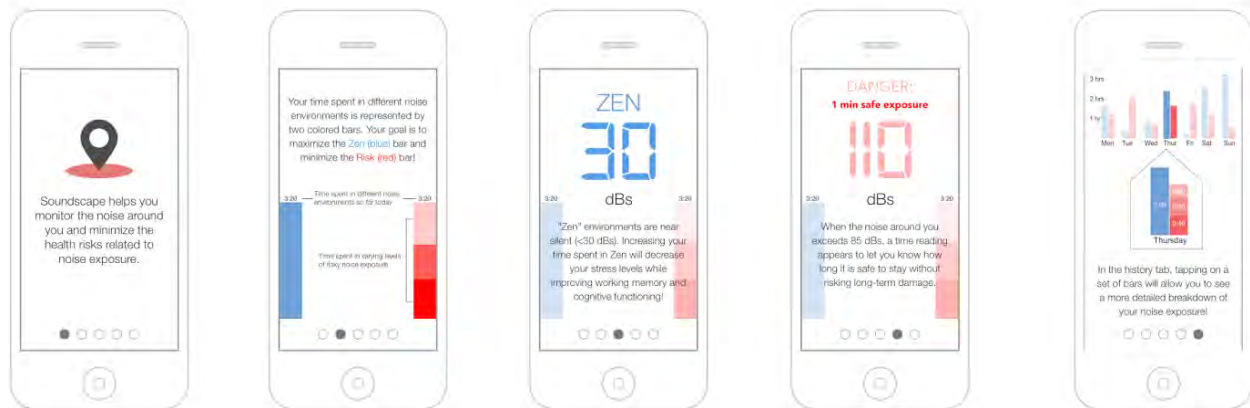 Soundscape helps you
monitor the noise around
you and minimize the
health risks related to
noise exposure.
Your time spent in different noise
environments is represented by
two colored bars. Your goal is to
maximize the Zen (blue) bar and
minimize the Risk (red) bar!
3:20
Time spent in different noise
environments so far today
3:20
Time spent in varying levels
of risky noise exposure
ZEN
30
dBs
3:20
3:20
"Zen" environments are near
silent (<30 dBs). Increasing your
time spent in Zen will decrease
your stress levels while
improving working memory and
cognitive functioning!
DANGER:
1 min safe exposure
110
dBs
3:20
3:20
When the noise around you
exceeds 85 dBs, a time reading
appears to let you know how
long it is safe to stay without
risking long-term damage.
3 hrs
2 hrs
1 hr
Mon Tue Wed Thur Fri Sat Sun
Thursday
In the history tab, tapping on a
set of bars will allow you to see
a more detailed breakdown of
your noise exposure!